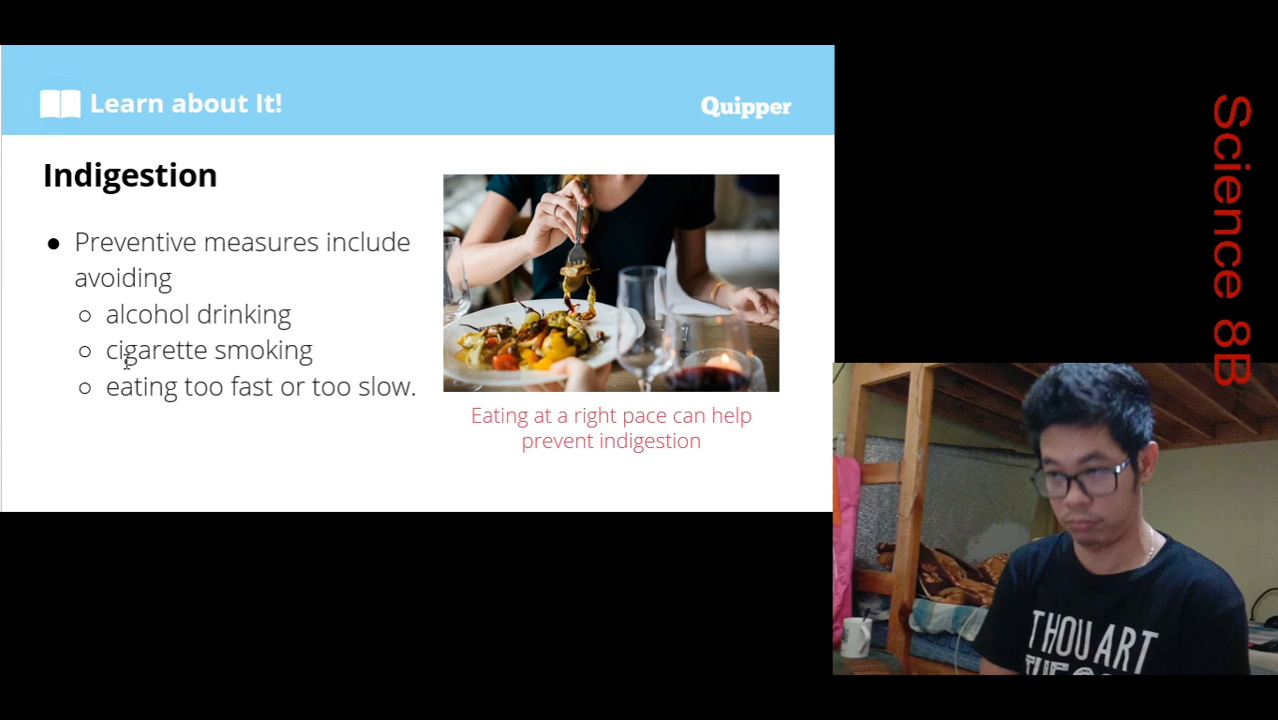 Learn about It!
Quipper
Indigestion
● Preventive measures include
avoiding
○ alcohol drinking
○ cigarette smoking
○ eating too fast or too slow.
Eating at a right pace can help
prevent indigestion
Science 8B
THOU ART